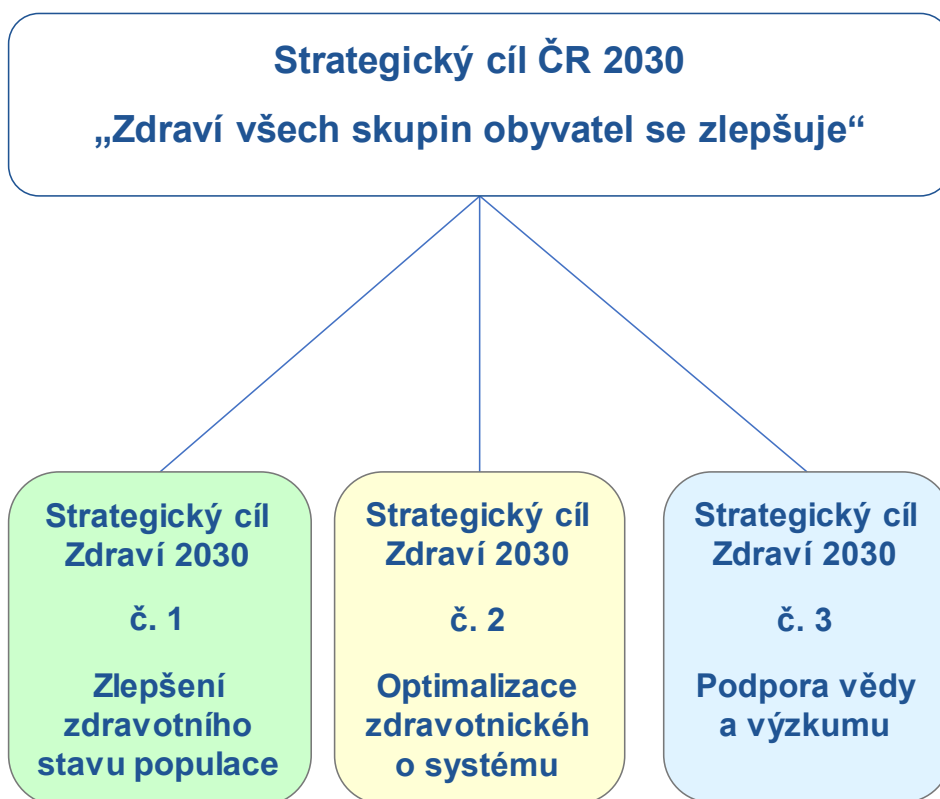 Strategický cíl ČR 2030
„Zdraví všech skupin obyvatel se zlepšuje“
Strategický cíl
Zdraví 2030
č. 1
Zlepšení
zdravotního
stavu populace
Strategický cíl
Zdraví 2030
č. 2
Optimalizace
zdravotnickéh
o systému
Strategický cíl
Zdraví 2030
č. 3
Podpora vědy
a výzkumu